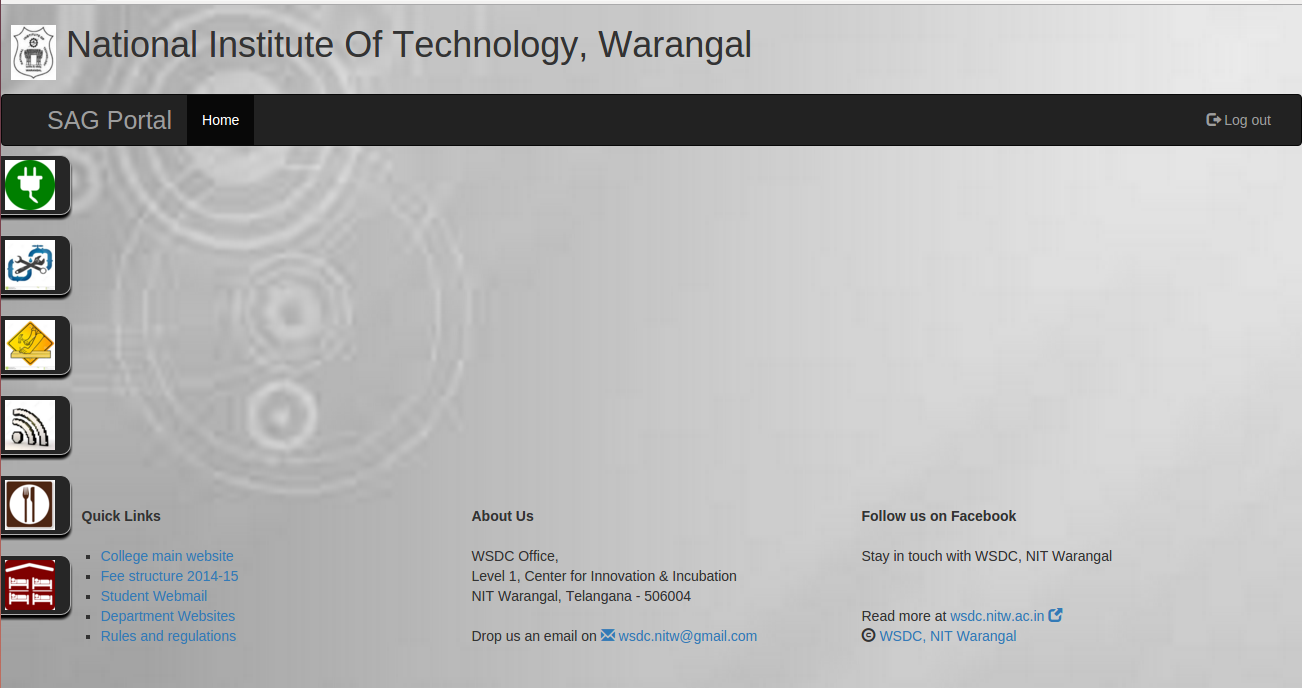 National Institute Of Technology, Warangal
SAG Portal
Home
Log out
Quick Links
College main website
Fee structure 2014-15
Student Webmail
Department Websites
Rules and regulations
About Us
WSDC Office,
Level 1, Center for Innovation & Incubation
NIT Warangal, Telangana - 506004
Drop us an email on wsdc.nitw@gmail.com
Follow us on Facebook
Stay in touch with WSDC, NIT Warangal
Read more at wsdc.nitw.ac.in
© WSDC, NIT Warangal